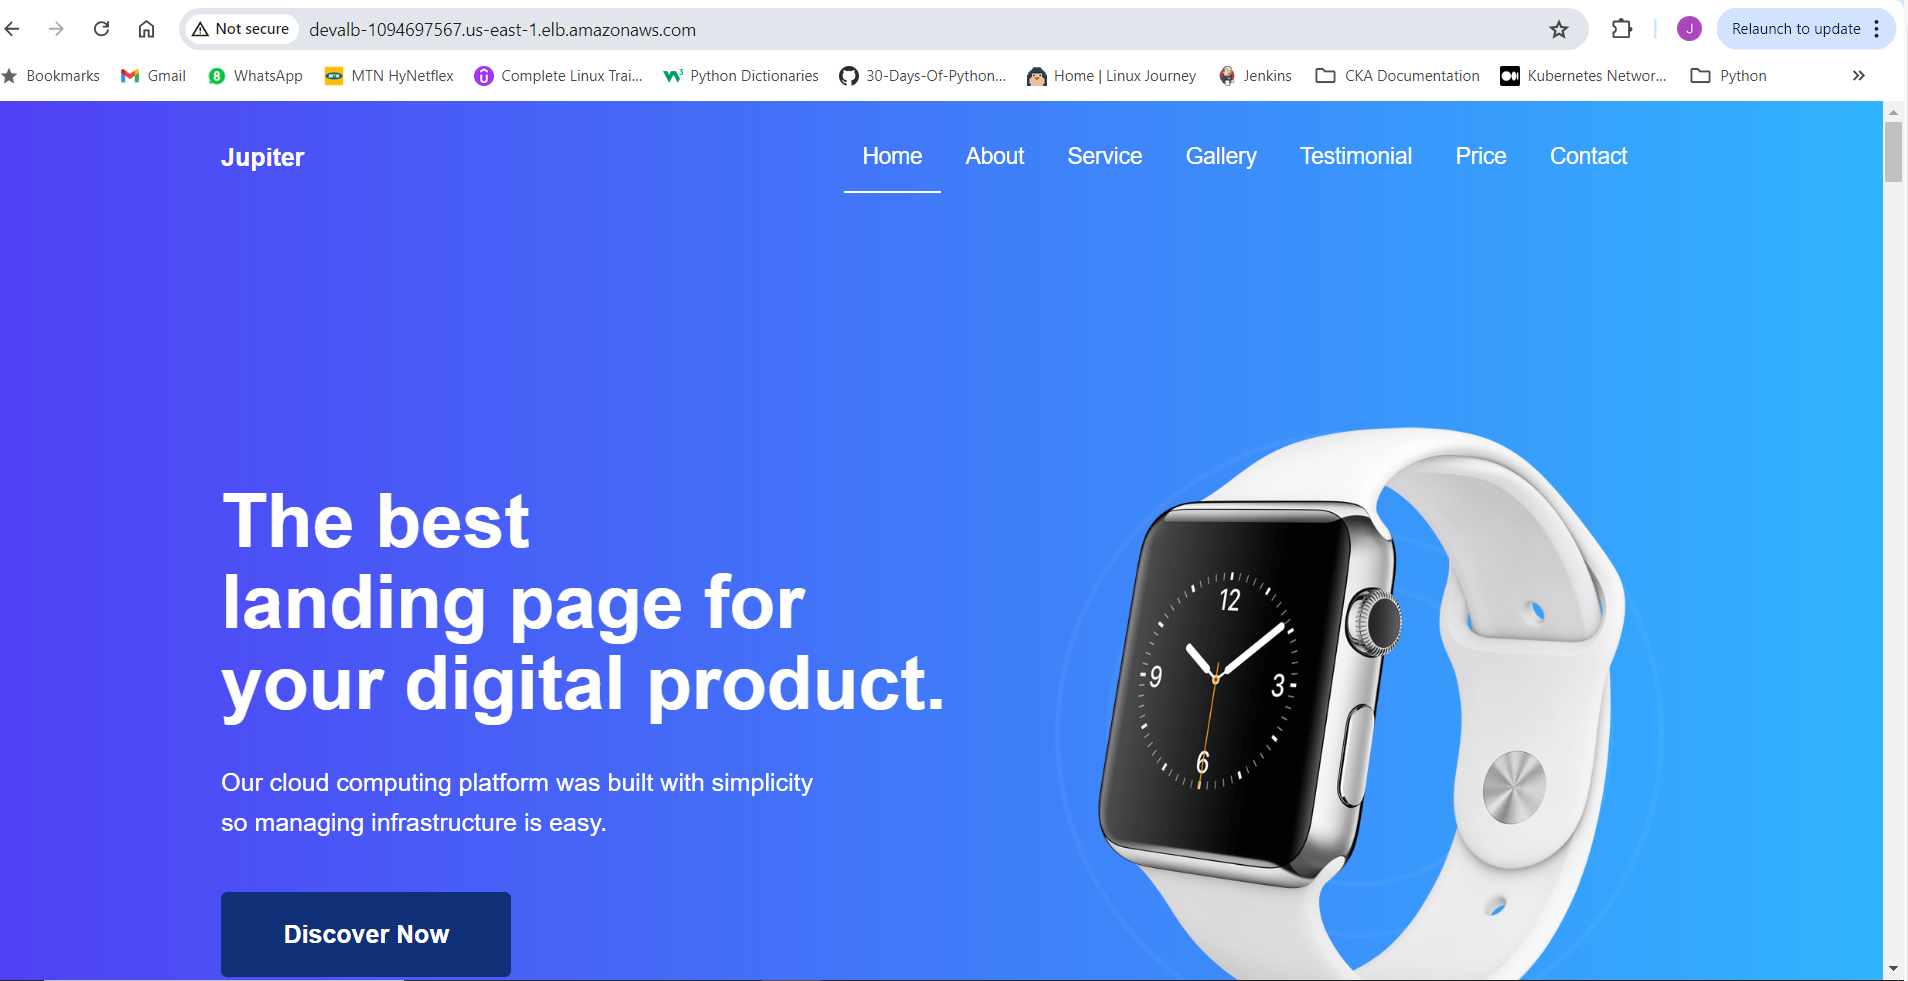 Not secure devalb-1094697567.us-east-1.elb.amazonaws.com J Relaunch to update
Bookmarks Gmail 8 WhatsApp MTN HyNetflex Complete Linux Trai... Python Dictionaries 30-Days-Of-Python... Home | Linux Journey Jenkins CKA Documentation Kubernetes Networ... Python »
Jupiter Home About Service Gallery Testimonial Price Contact
The best
landing page for
your digital product.
12
9
3
6
Our cloud computing platform was built with simplicity
so managing infrastructure is easy.
Discover Now